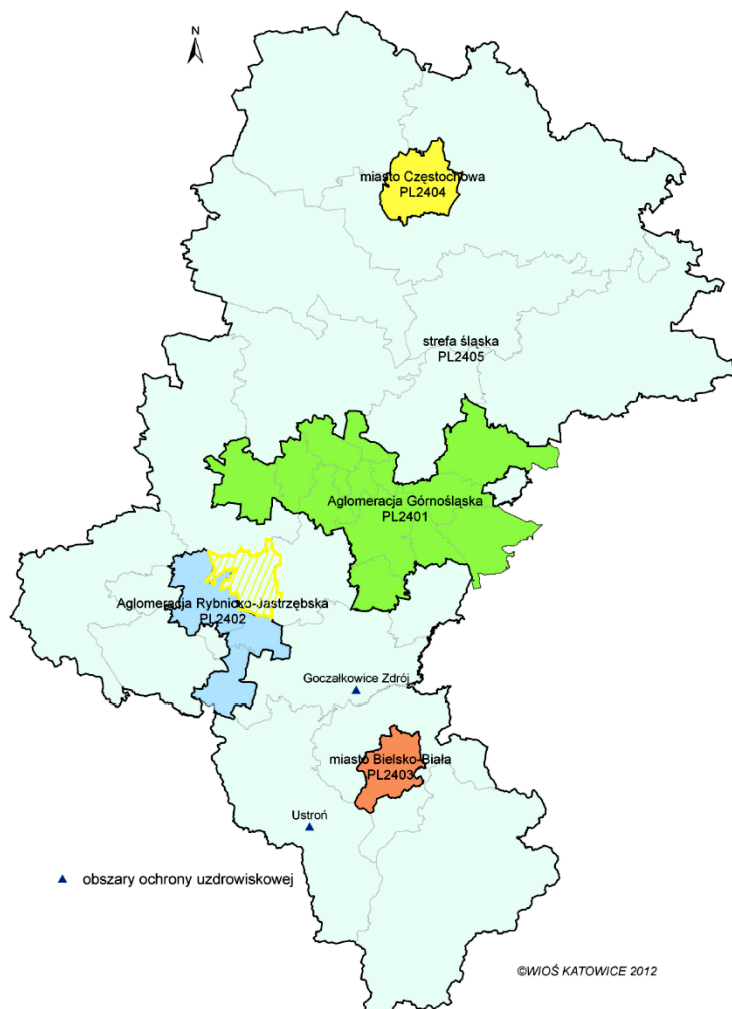 N
miasto Częstochowa
PL2404
strefa śląska
PL2405
Aglomeracja Górnośląska
PL2401
Aglomeracja Rybnicko-Jastrzębska
PL2402
Goczałkowice Zdrój
miasto Bielsko-Biała
PL2403
Ustroń
obszary ochrony uzdrowiskowej
©WIOŚ KATOWICE 2012